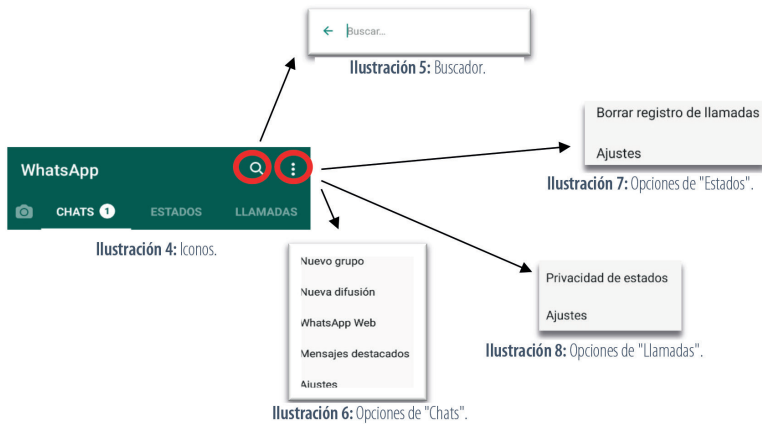 Buscar...
Ilustración 5: Buscador.
Borrar registro de llamadas
Ajustes
Ilustración 7: Opciones de "Estados".
WhatsApp
CHATS 1 ESTADOS LLAMADAS
Ilustración 4: Iconos.
Nuevo grupo
Nueva difusión
WhatsApp Web
Mensajes destacados
Ajustes
Ilustración 6: Opciones de "Chats".
Privacidad de estados
Ajustes
Ilustración 8: Opciones de "Llamadas".